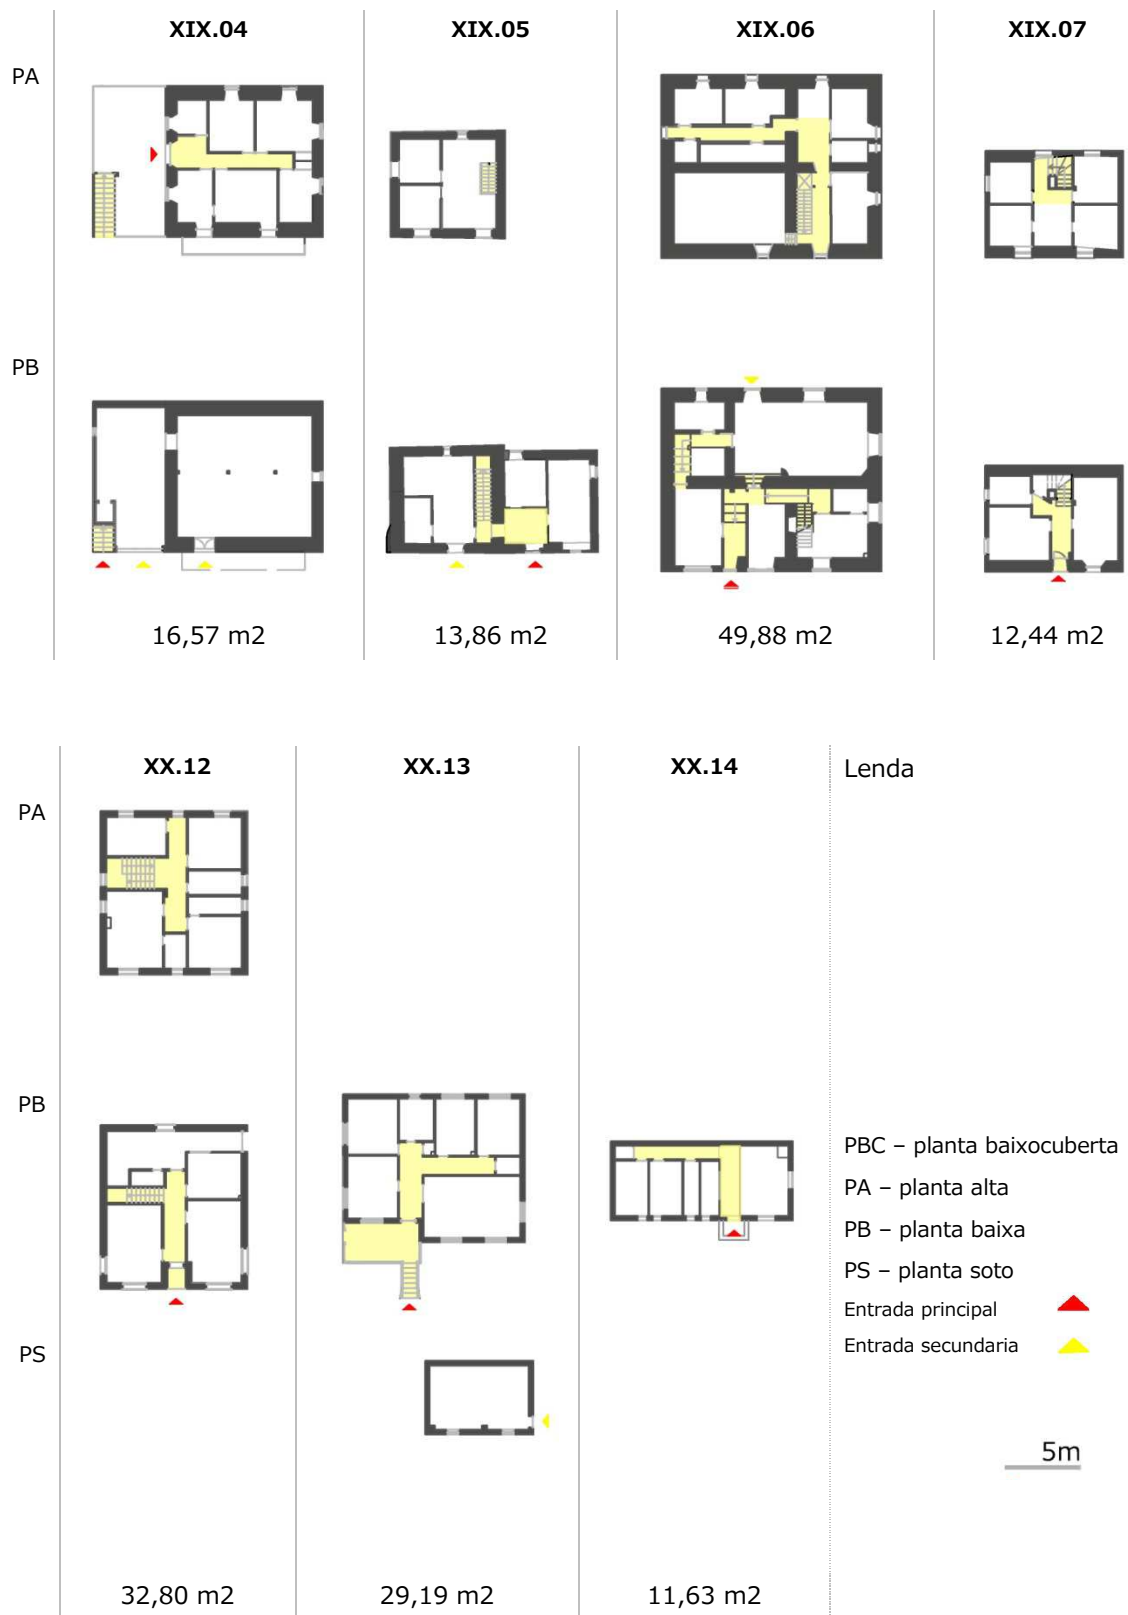 XIX.04 XIX.05 XIX.06 XIX.07
PA
PB
16,57 m2 13,86 m2 49,88 m2 12,44 m2
XX.12 XX.13 XX.14 Lenda
PA
PB
PBC – planta baixocuberta
PA – planta alta
PB – planta baixa
PS – planta soto
Entrada principal
Entrada secundaria
PS
5m
32,80 m2 29,19 m2 11,63 m2